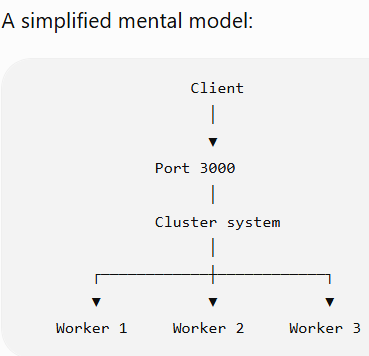 A simplified mental model:
Client
Port 3000
Cluster system
Worker 1 Worker 2 Worker 3